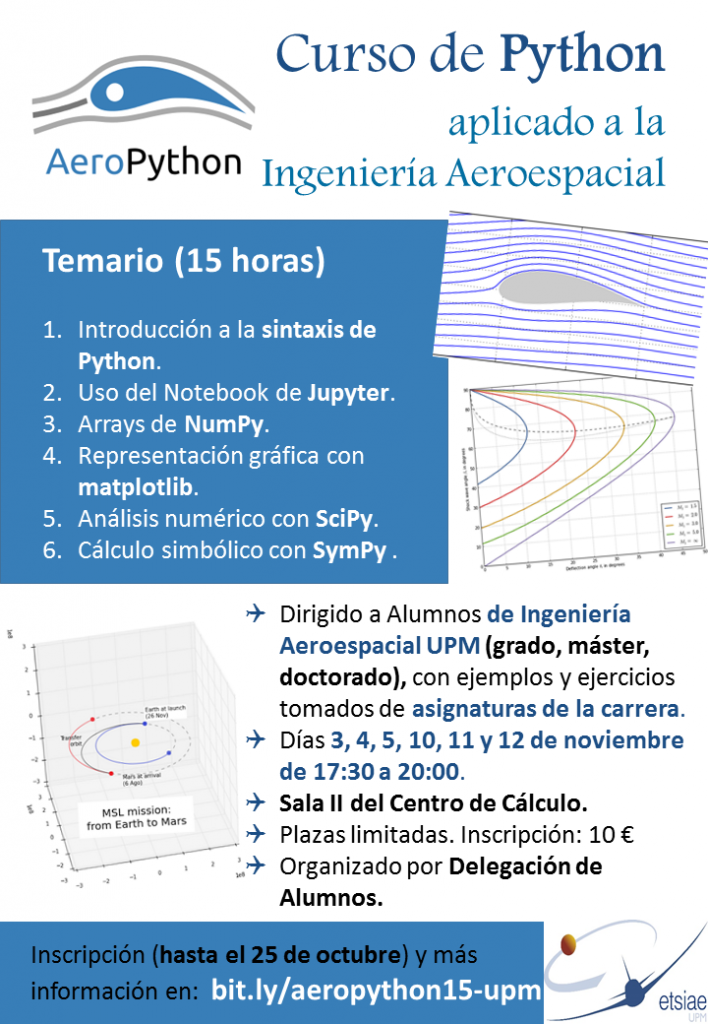 Curso de Python
aplicado a la
Ingeniería Aeroespacial
AeroPython
Temario (15 horas)
1. Introducción a la sintaxis de
Python.
2. Uso del Notebook de Jupyter.
3. Arrays de NumPy.
4. Representación gráfica con
matplotlib.
5. Análisis numérico con SciPy.
6. Cálculo simbólico con SymPy .
Deflection angle
Earth at launch
(26 Nov)
Transfer
orbit
Mars at arrival
(6 Ago)
MSL mission:
from Earth to Mars
Dirigido a Alumnos de Ingeniería
Aeroespacial UPM (grado, máster,
doctorado), con ejemplos y ejercicios
tomados de asignaturas de la carrera.
Días 3, 4, 5, 10, 11 y 12 de noviembre
de 17:30 a 20:00.
Sala II del Centro de Cálculo.
Plazas limitadas. Inscripción: 10 €
Organizado por Delegación de
Alumnos.
Inscripción (hasta el 25 de octubre) y más
información en: bit.ly/aeropython15-upm
etsiae
UPM